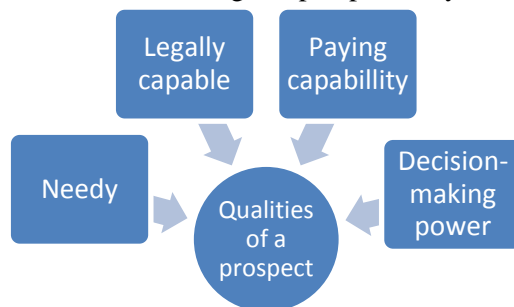 Legally
capable
Paying
capabillity
Needy
Decision-
making
power
Qualities
of a
prospect